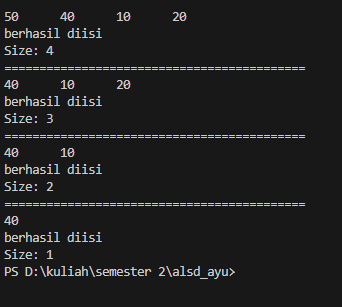 50      40      10      20
berhasil diisi
Size: 4
===========================================
40      10      20
berhasil diisi
Size: 3
===========================================
40      10
berhasil diisi
Size: 2
===========================================
40
berhasil diisi
Size: 1
PS D:\kuliah\semester 2\alsd_ayu>